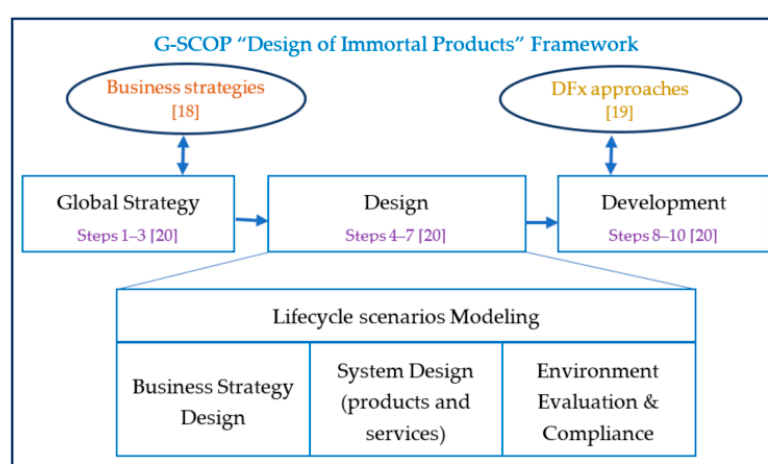 G-SCOP “Design of Immortal Products” Framework
Business strategies
[18]
DFx approaches
[19]
Global Strategy
Steps 1–3 [20]
Design
Steps 4–7 [20]
Development
Steps 8–10 [20]
Lifecycle scenarios Modeling
Business Strategy
Design
System Design
(products and
services)
Environment
Evaluation &
Compliance